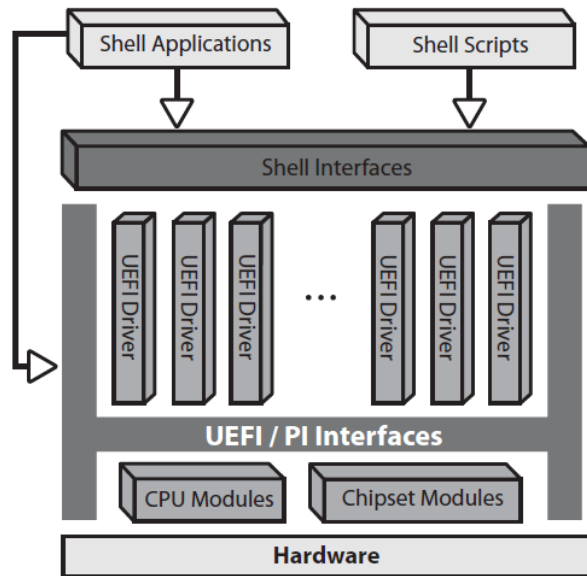 Shell Applications
Shell Scripts
Shell Interfaces
UEFI Driver
UEFI Driver
UEFI Driver
...
UEFI Driver
UEFI Driver
UEFI Driver
UEFI / PI Interfaces
CPU Modules
Chipset Modules
Hardware